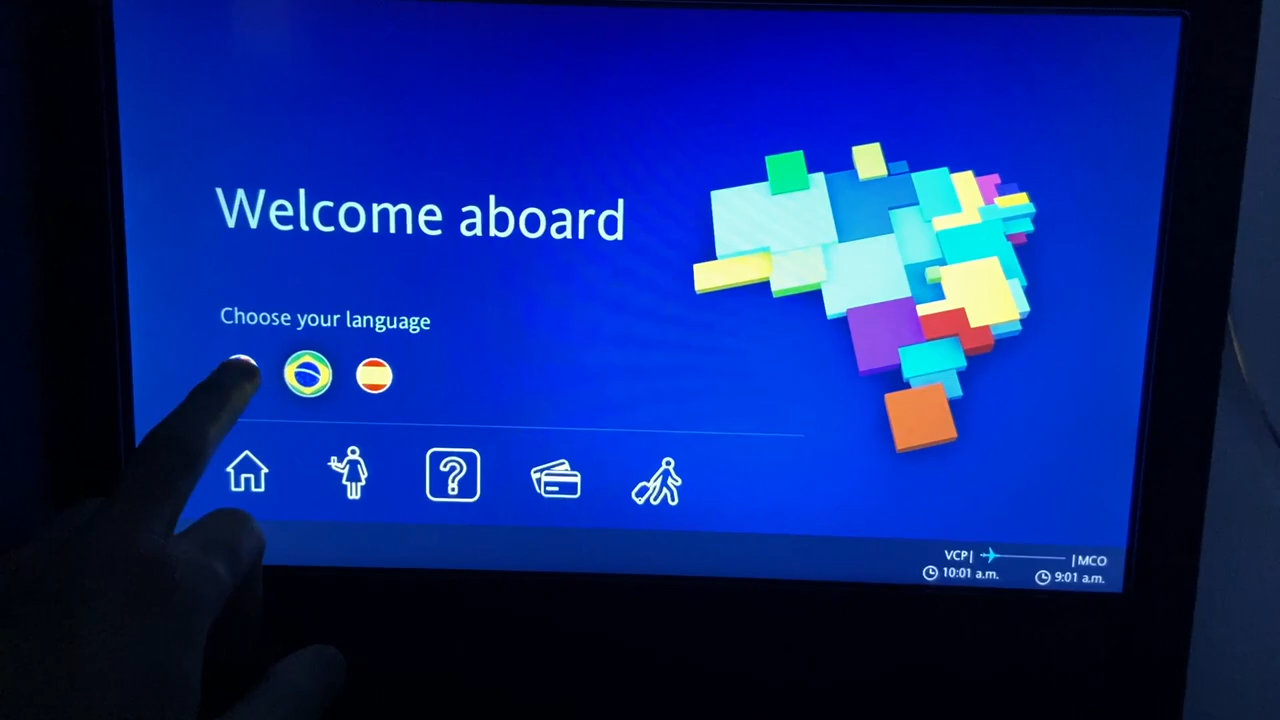 Welcome aboard
Choose your language
?
VCP| |MCO
10:01 a.m. 9:01 a.m.